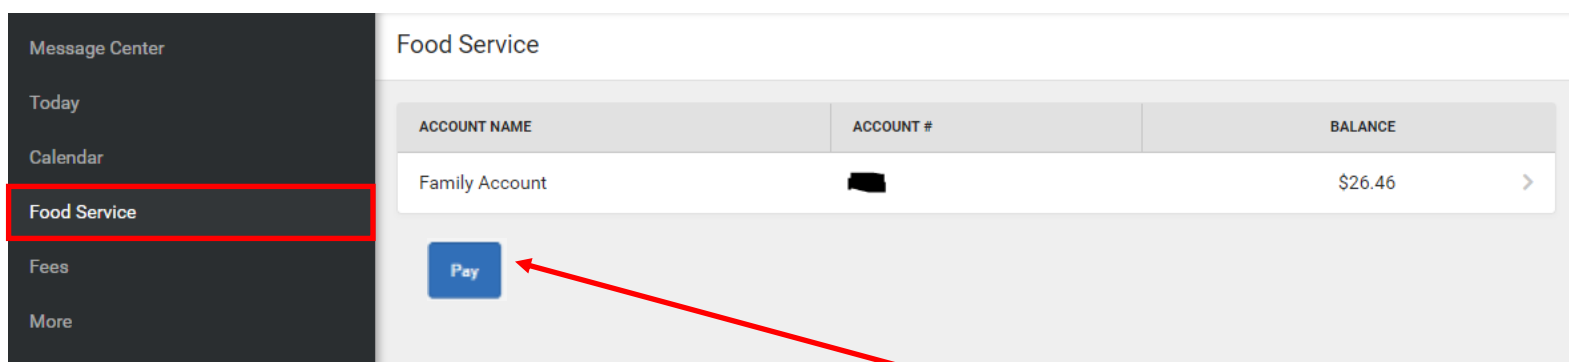 Message Center
Today
Calendar
Food Service
Fees
More
Food Service
ACCOUNT NAME ACCOUNT # BALANCE
Family Account $26.46
Pay